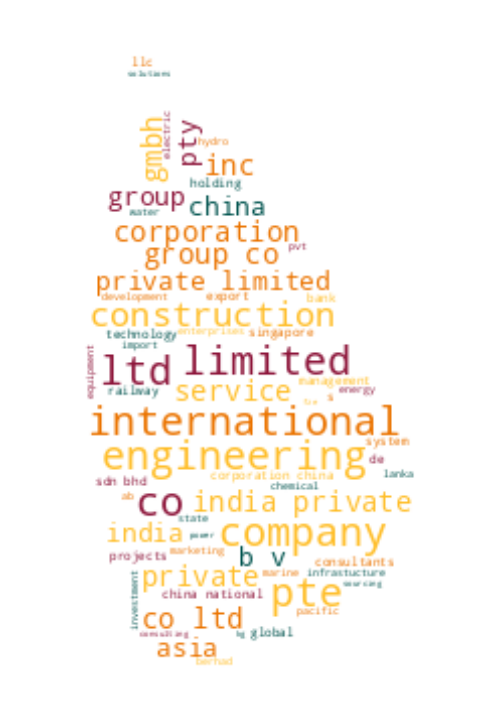 llc
solutions
gmbh
electric
pty
hydro
inc
holding
group
china
water
corporation
group co
pvt
private limited
development export bank
construction
technology enterprises singapore
import
equipment
ltd limited
railway service management
energy
s
international
engineering
system
de
corporation china lanka
sdn bhd chemical
ab co india private
state
india power company
projects marketing b v consultants
private marine infrastucture
sourcing
investment
china national pte
pacific
co ltd
consulting kg global
asia
berhad